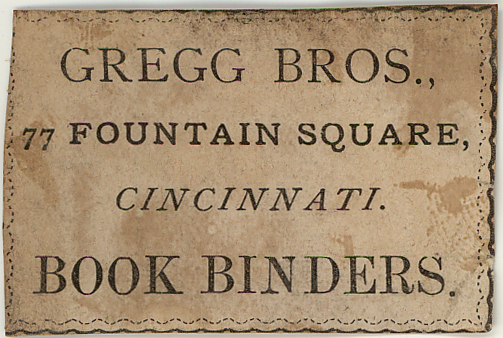 GREGG BROS.,
77 FOUNTAIN SQUARE,
CINCINNATI.
BOOK BINDERS.